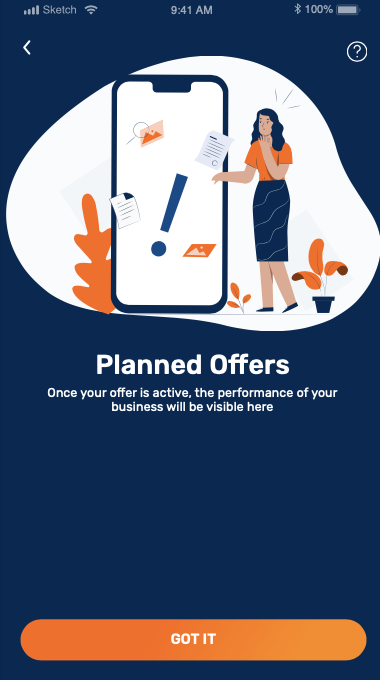 Sketch 9:41 AM 100%
?
!
Planned Offers
Once your offer is active, the performance of your
business will be visible here
GOT IT